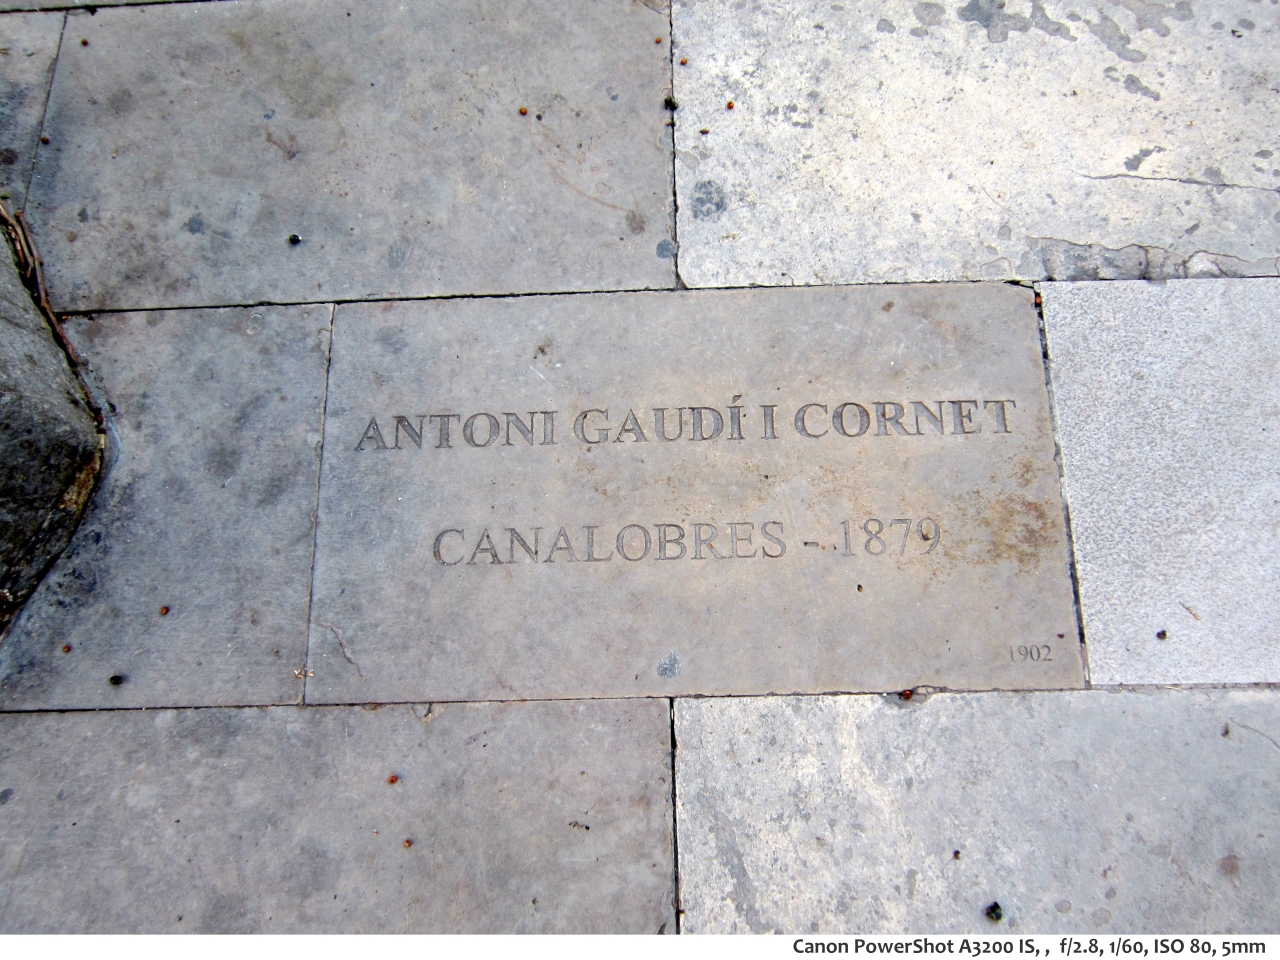 ANTONI GAUDÍ I CORNET
CANALOBRES - 1879
1902
Canon PowerShot A3200 IS, ,  f/2.8, 1/60, ISO 80, 5mm